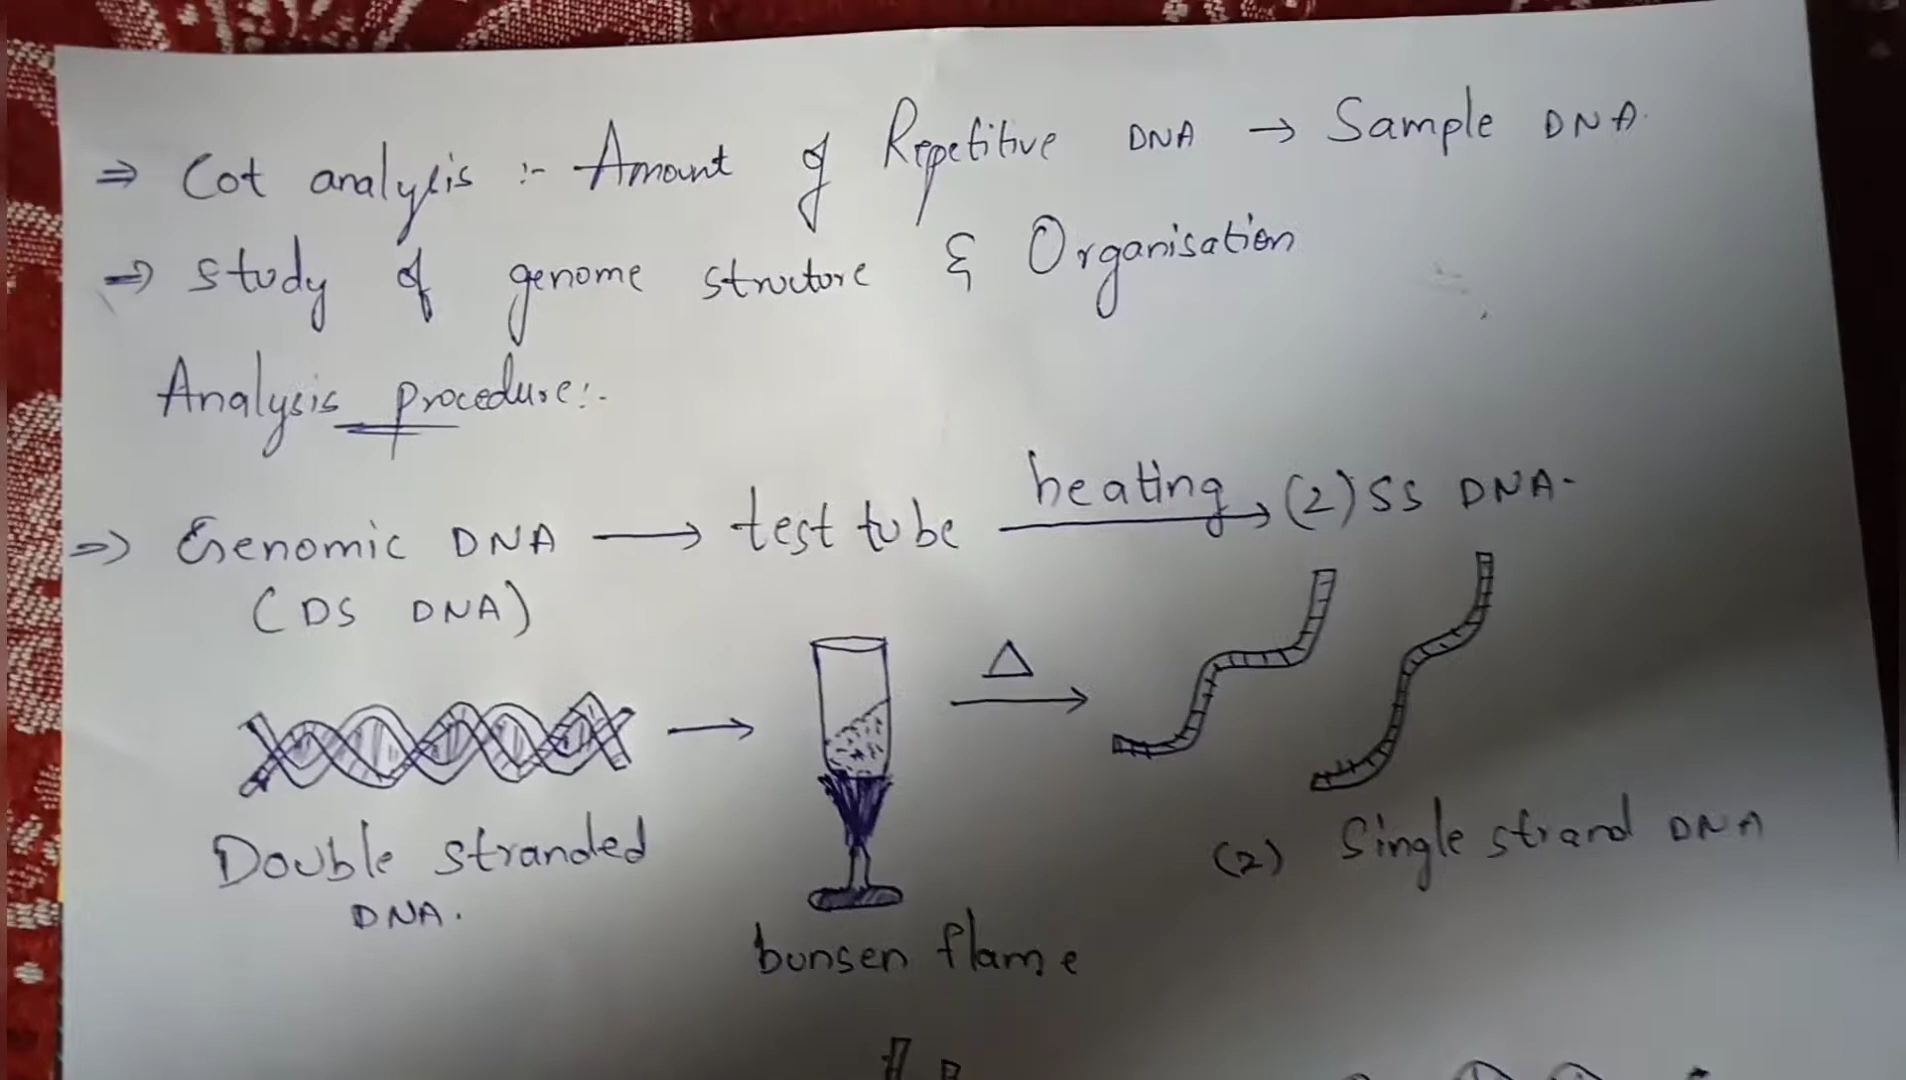 ⇒ Cot analysis :- Amount of Repetitive DNA → Sample DNA.
⇒ study of genome structure & Organisation
Analysis procedure:-
⇒ Genomic DNA → test tube heating → (2) SS DNA.
(DS DNA)
Δ
Double stranded
DNA.
(2) Single strand DNA
bunsen flame